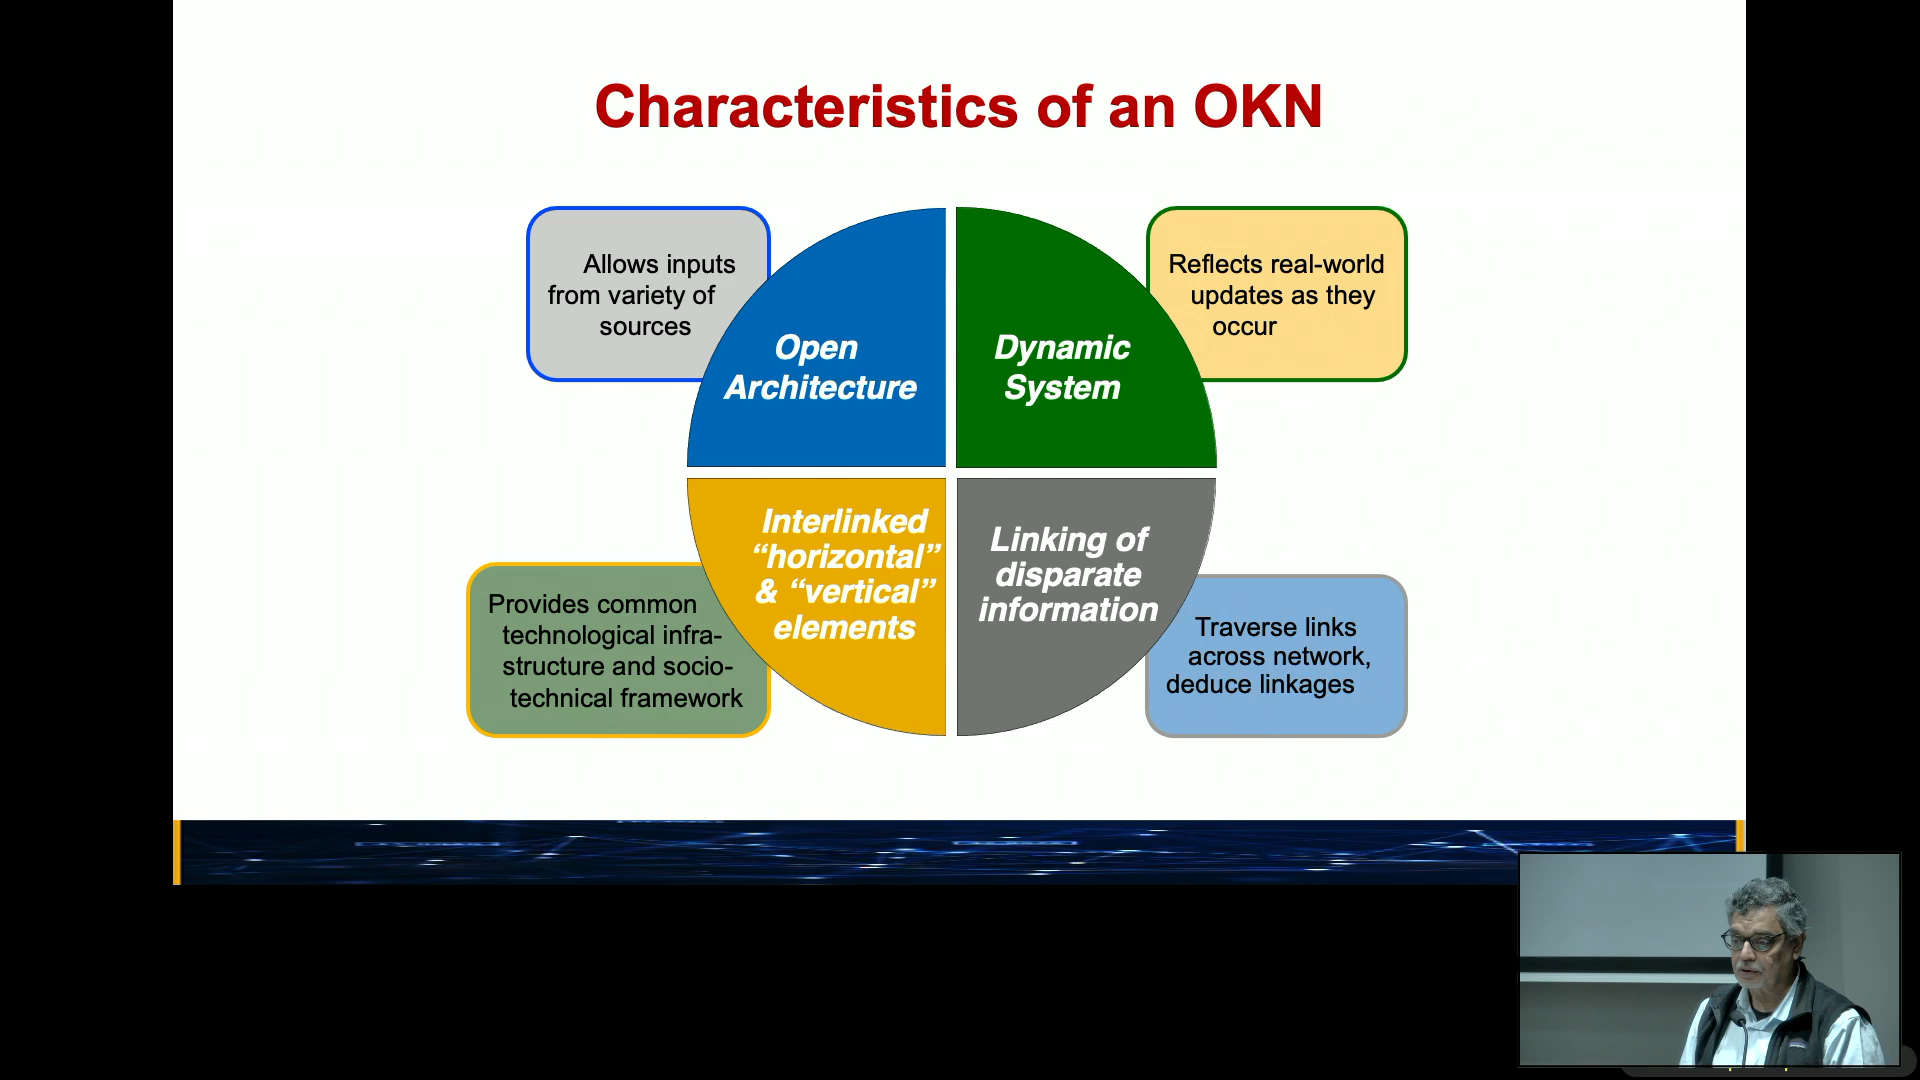 Characteristics of an OKN
Allows inputs
from variety of
sources
Open
Architecture
Dynamic
System
Reflects real-world
updates as they
occur
Provides common
technological infra-
structure and socio-
technical framework
Interlinked
“horizontal”
& “vertical”
elements
Linking of
disparate
information
Traverse links
across network,
deduce linkages